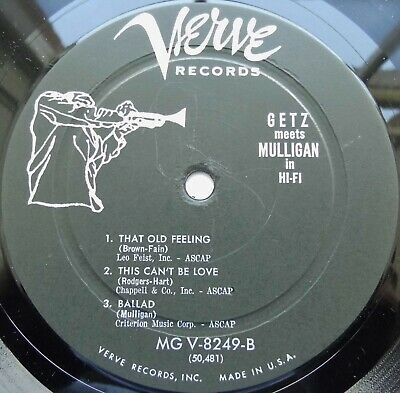 Verve
RECORDS
GETZ
meets
MULLIGAN
in
HI-FI
1. THAT OLD FEELING
(Brown-Fain)
Leo Feist, Inc. - ASCAP
2. THIS CAN'T BE LOVE
(Rodgers-Hart)
Chappell & Co., Inc. - ASCAP
3. BALLAD
(Mulligan)
Criterion Music Corp. - ASCAP
MG V-8249-B
(50,481)
VERVE RECORDS, INC. MADE IN U.S.A.